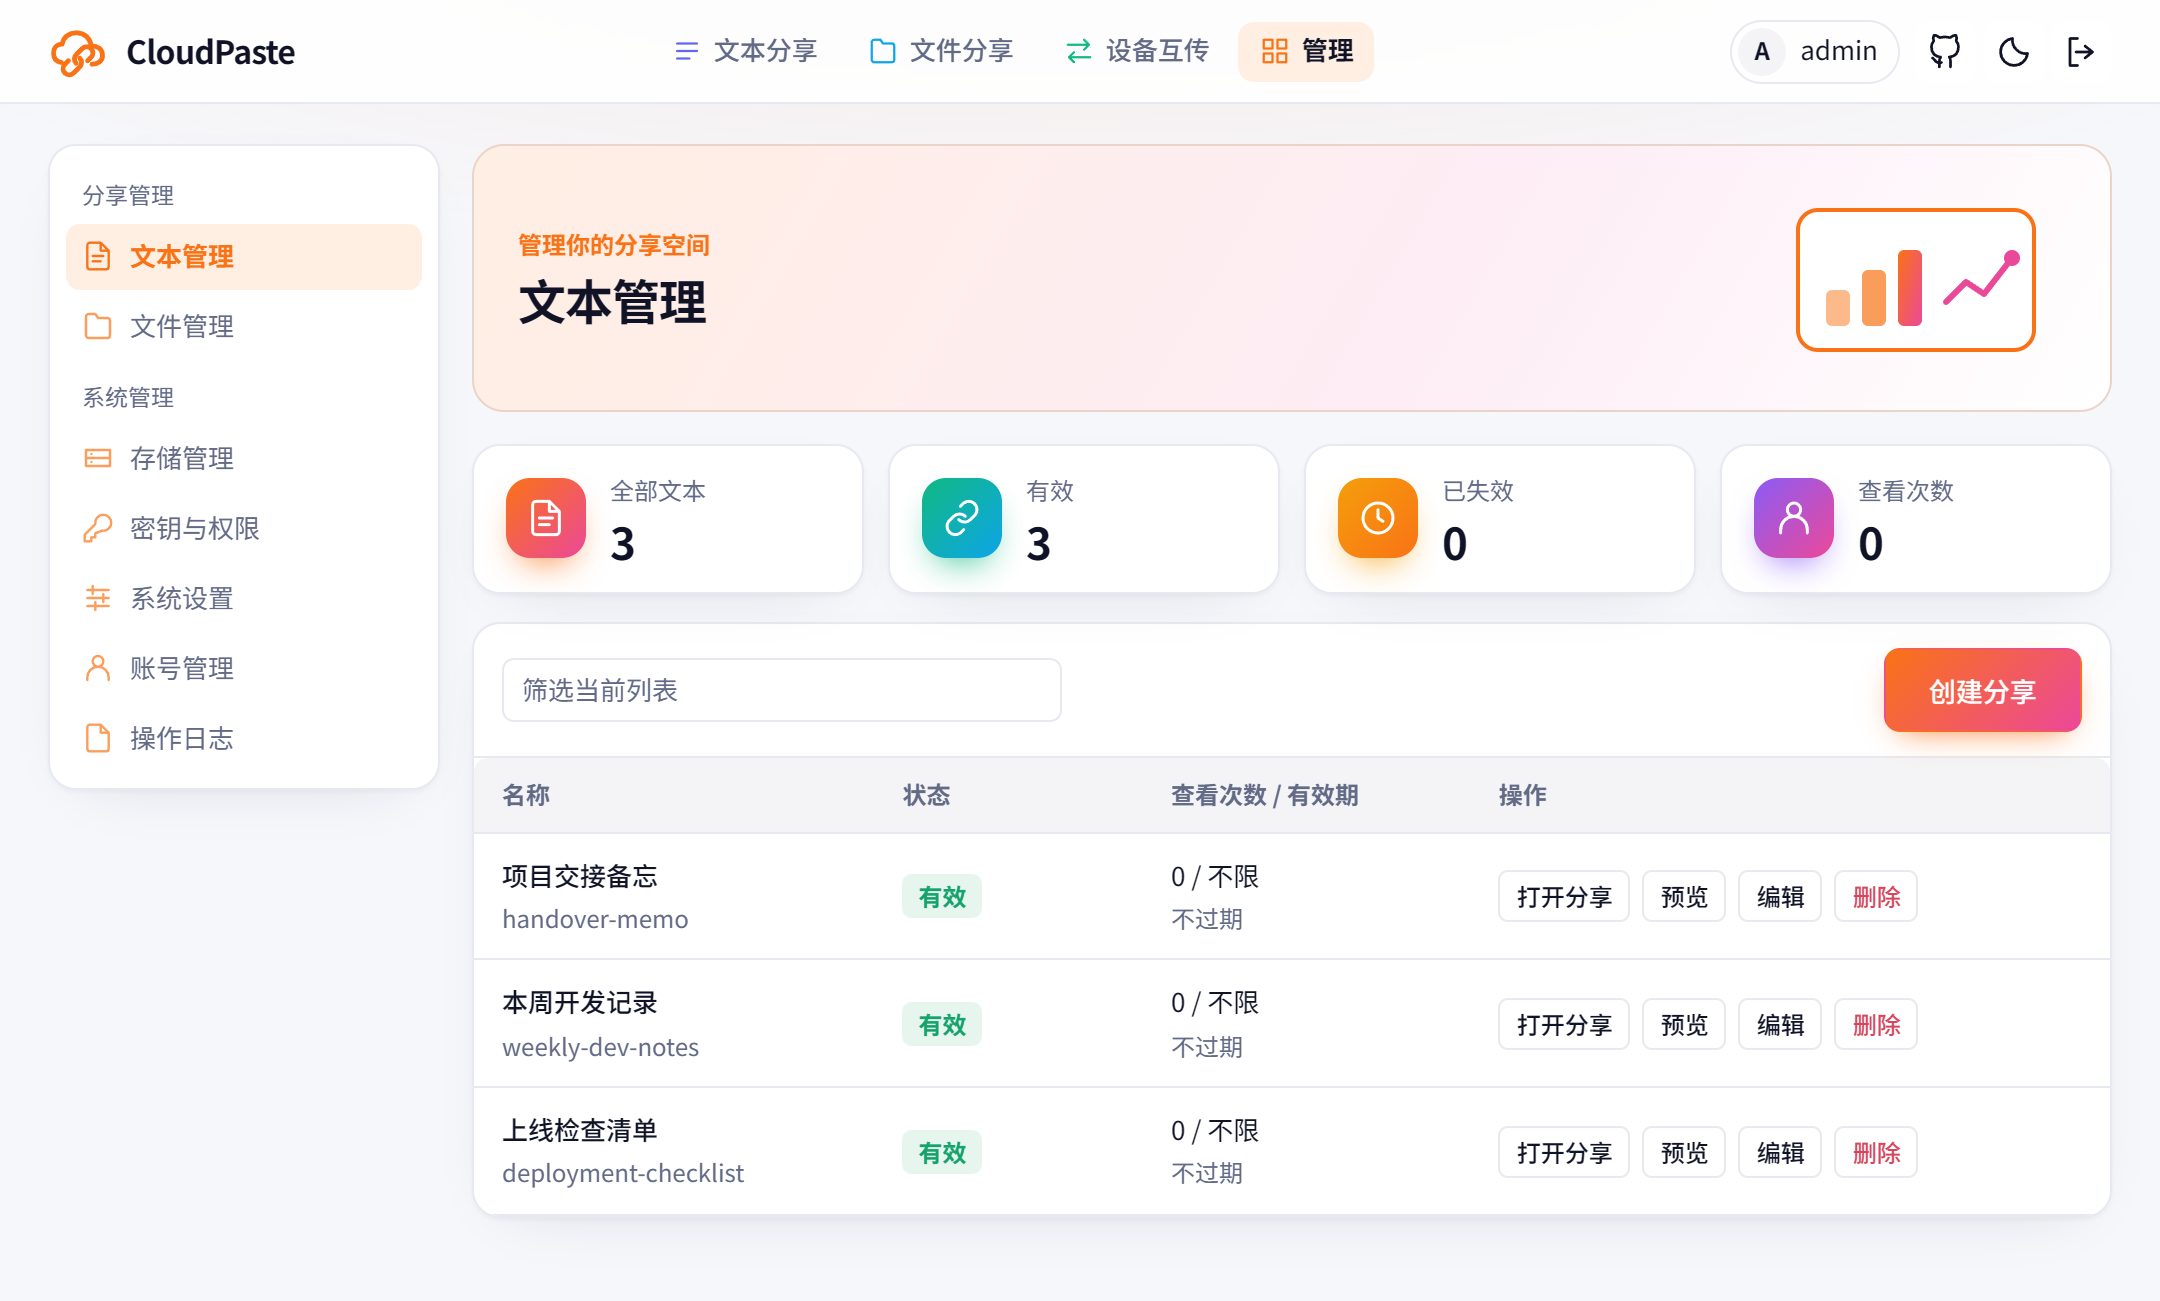 CloudPaste
文本分享
文件分享
设备互传
管理
A
admin
分享管理
文本管理
文件管理
系统管理
存储管理
密钥与权限
系统设置
账号管理
操作日志
管理你的分享空间
文本管理
全部文本
3
有效
3
已失效
0
查看次数
0
筛选当前列表
创建分享
名称 状态 查看次数 / 有效期 操作
项目交接备忘
handover-memo
有效
0 / 不限
不过期
打开分享 预览 编辑 删除
本周开发记录
weekly-dev-notes
有效
0 / 不限
不过期
打开分享 预览 编辑 删除
上线检查清单
deployment-checklist
有效
0 / 不限
不过期
打开分享 预览 编辑 删除